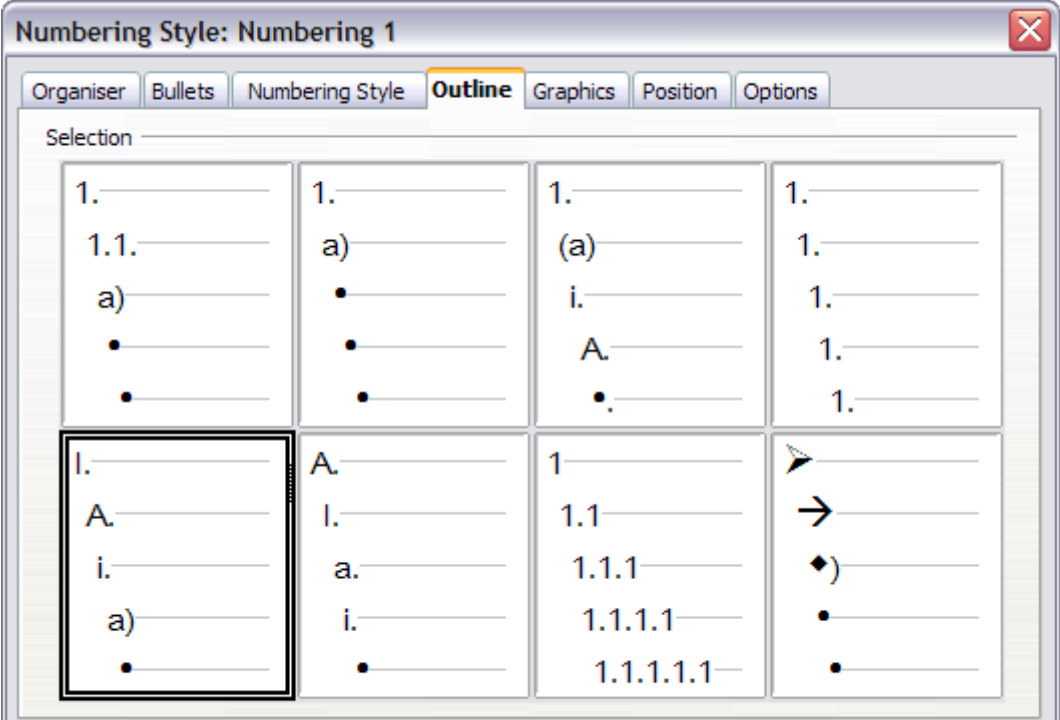 Numbering Style: Numbering 1
Organiser Bullets Numbering Style Outline Graphics Position Options
Selection
1. 1. 1. 1.
1.1. a) (a) 1.
a) • i. 1.
• • A. 1.
• • •. 1.
I. A. 1 ➢
A. I. 1.1 →
i. a. 1.1.1 ◆)
a) i. 1.1.1.1 •
• • 1.1.1.1.1 •